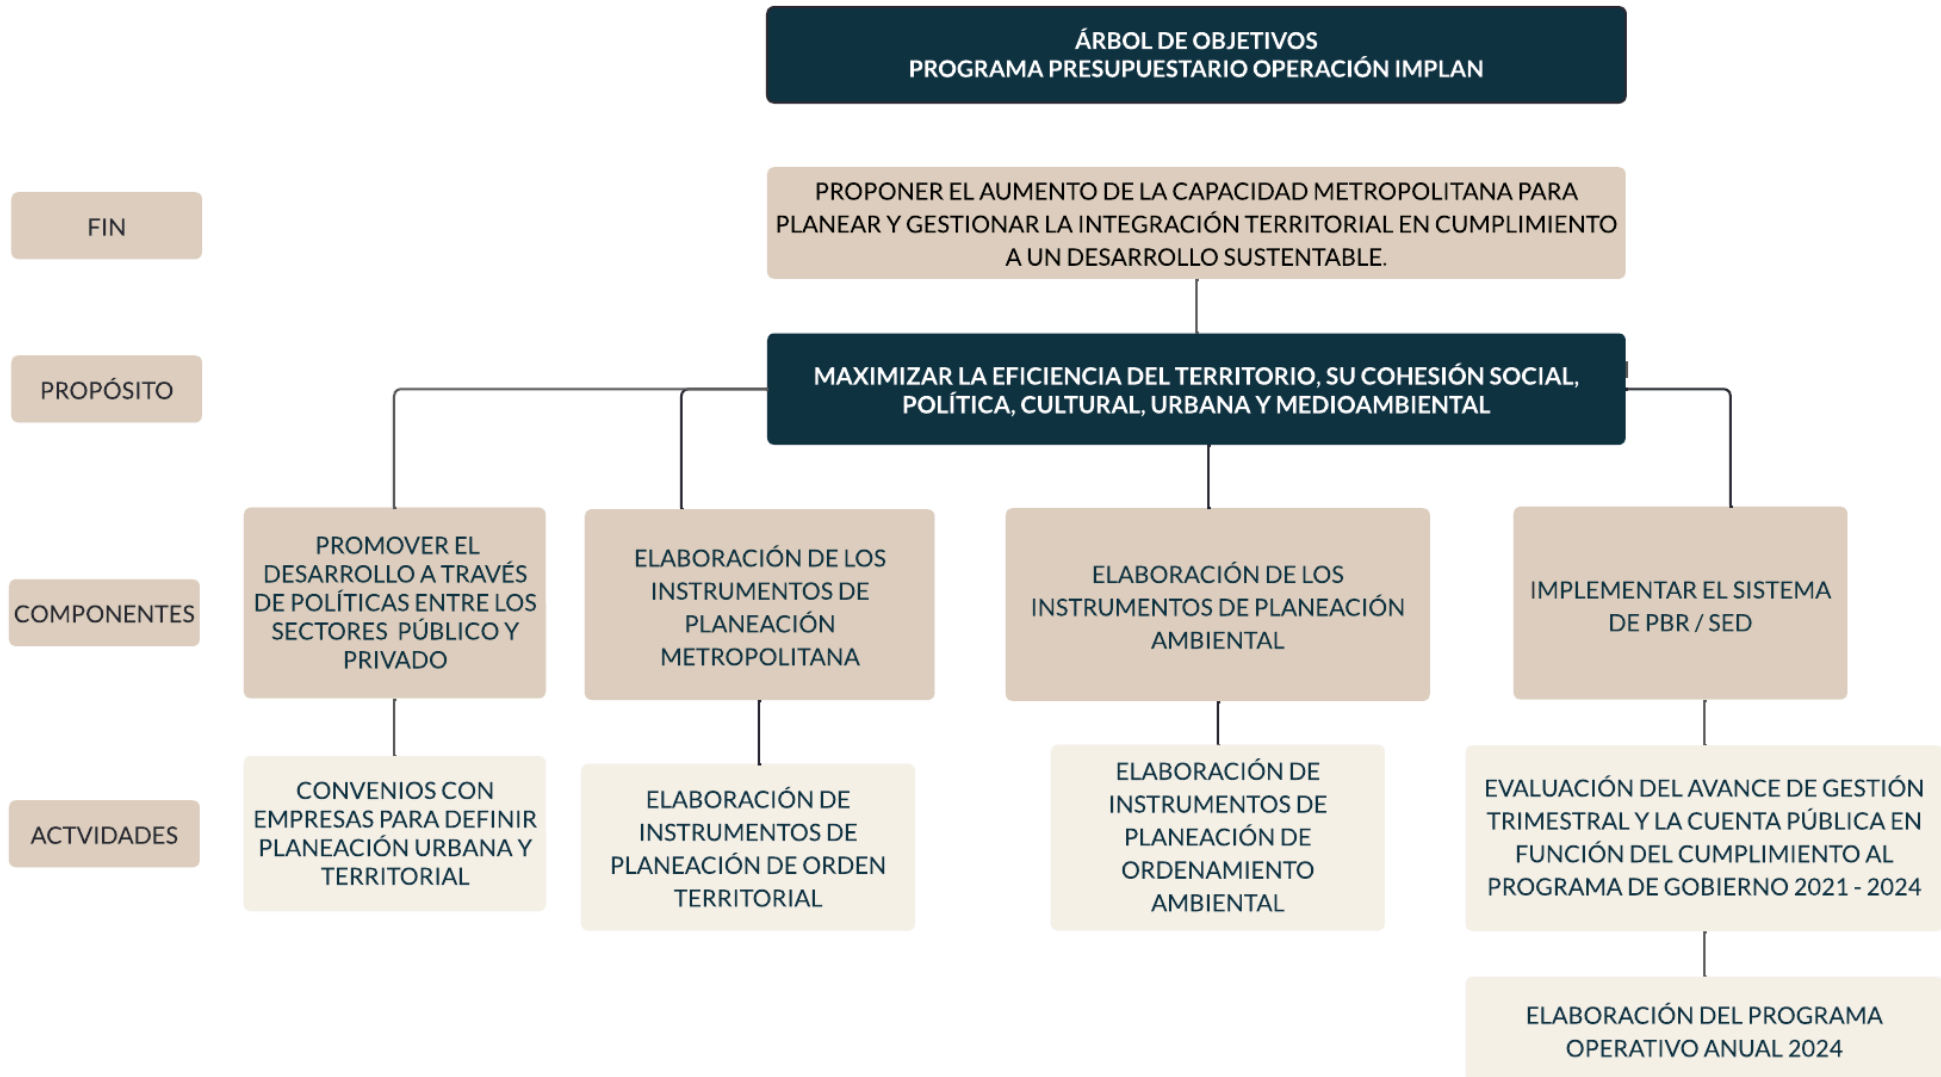 ÁRBOL DE OBJETIVOS
PROGRAMA PRESUPUESTARIO OPERACIÓN IMPLAN
FIN
PROPONER EL AUMENTO DE LA CAPACIDAD METROPOLITANA PARA
PLANEAR Y GESTIONAR LA INTEGRACIÓN TERRITORIAL EN CUMPLIMIENTO
A UN DESARROLLO SUSTENTABLE.
PROPÓSITO
MAXIMIZAR LA EFICIENCIA DEL TERRITORIO, SU COHESIÓN SOCIAL,
POLÍTICA, CULTURAL, URBANA Y MEDIOAMBIENTAL
COMPONENTES
PROMOVER EL
DESARROLLO A TRAVÉS
DE POLÍTICAS ENTRE LOS
SECTORES PÚBLICO Y
PRIVADO
ELABORACIÓN DE LOS
INSTRUMENTOS DE
PLANEACIÓN
METROPOLITANA
ELABORACIÓN DE LOS
INSTRUMENTOS DE PLANEACIÓN
AMBIENTAL
IMPLEMENTAR EL SISTEMA
DE PBR / SED
ACTVIDADES
CONVENIOS CON
EMPRESAS PARA DEFINIR
PLANEACIÓN URBANA Y
TERRITORIAL
ELABORACIÓN DE
INSTRUMENTOS DE
PLANEACIÓN DE ORDEN
TERRITORIAL
ELABORACIÓN DE
INSTRUMENTOS DE
PLANEACIÓN DE
ORDENAMIENTO
AMBIENTAL
EVALUACIÓN DEL AVANCE DE GESTIÓN
TRIMESTRAL Y LA CUENTA PÚBLICA EN
FUNCIÓN DEL CUMPLIMIENTO AL
PROGRAMA DE GOBIERNO 2021 - 2024
ELABORACIÓN DEL PROGRAMA
OPERATIVO ANUAL 2024